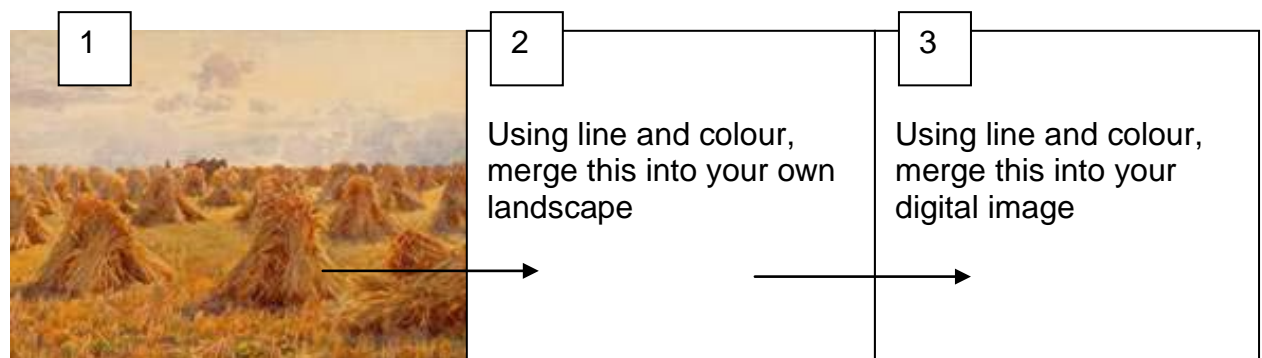 1
2
3
Using line and colour,
merge this into your own
landscape
Using line and colour,
merge this into your
digital image